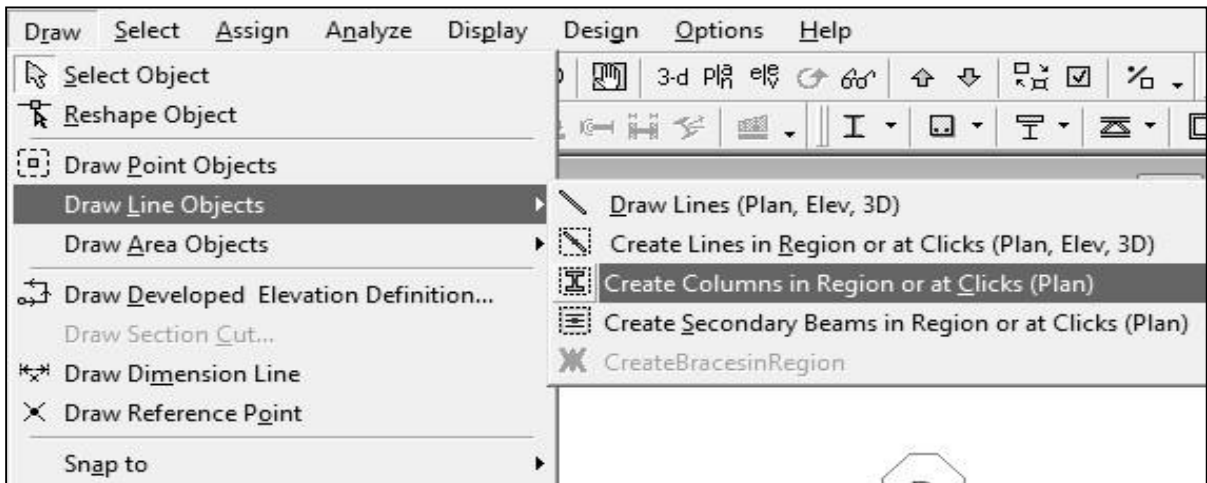 Draw Select Assign Analyze Display Design Options Help
Select Object
Reshape Object
Draw Point Objects
Draw Line Objects
Draw Area Objects
Draw Developed Elevation Definition...
Draw Section Cut...
Draw Dimension Line
Draw Reference Point
Snap to
3-d
Draw Lines (Plan, Elev, 3D)
Create Lines in Region or at Clicks (Plan, Elev, 3D)
Create Columns in Region or at Clicks (Plan)
Create Secondary Beams in Region or at Clicks (Plan)
CreateBracesinRegion